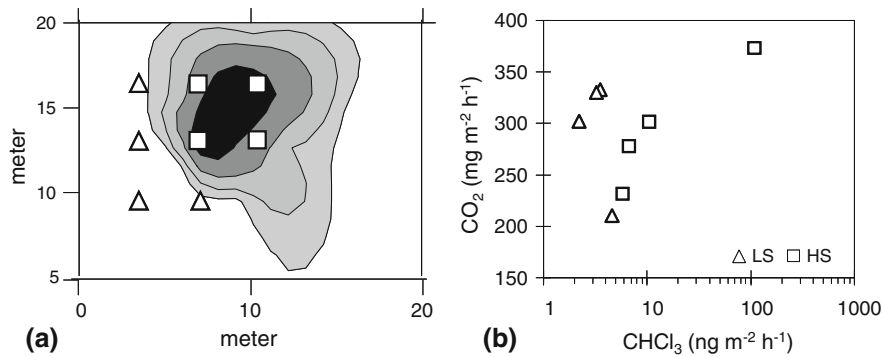 20
15
10
5
meter
0
10
20
meter
(a)
400
350
300
250
200
150
CO2 (mg m-2 h-1)
△ LS □ HS
1
10
100
1000
CHCl3 (ng m-2 h-1)
(b)